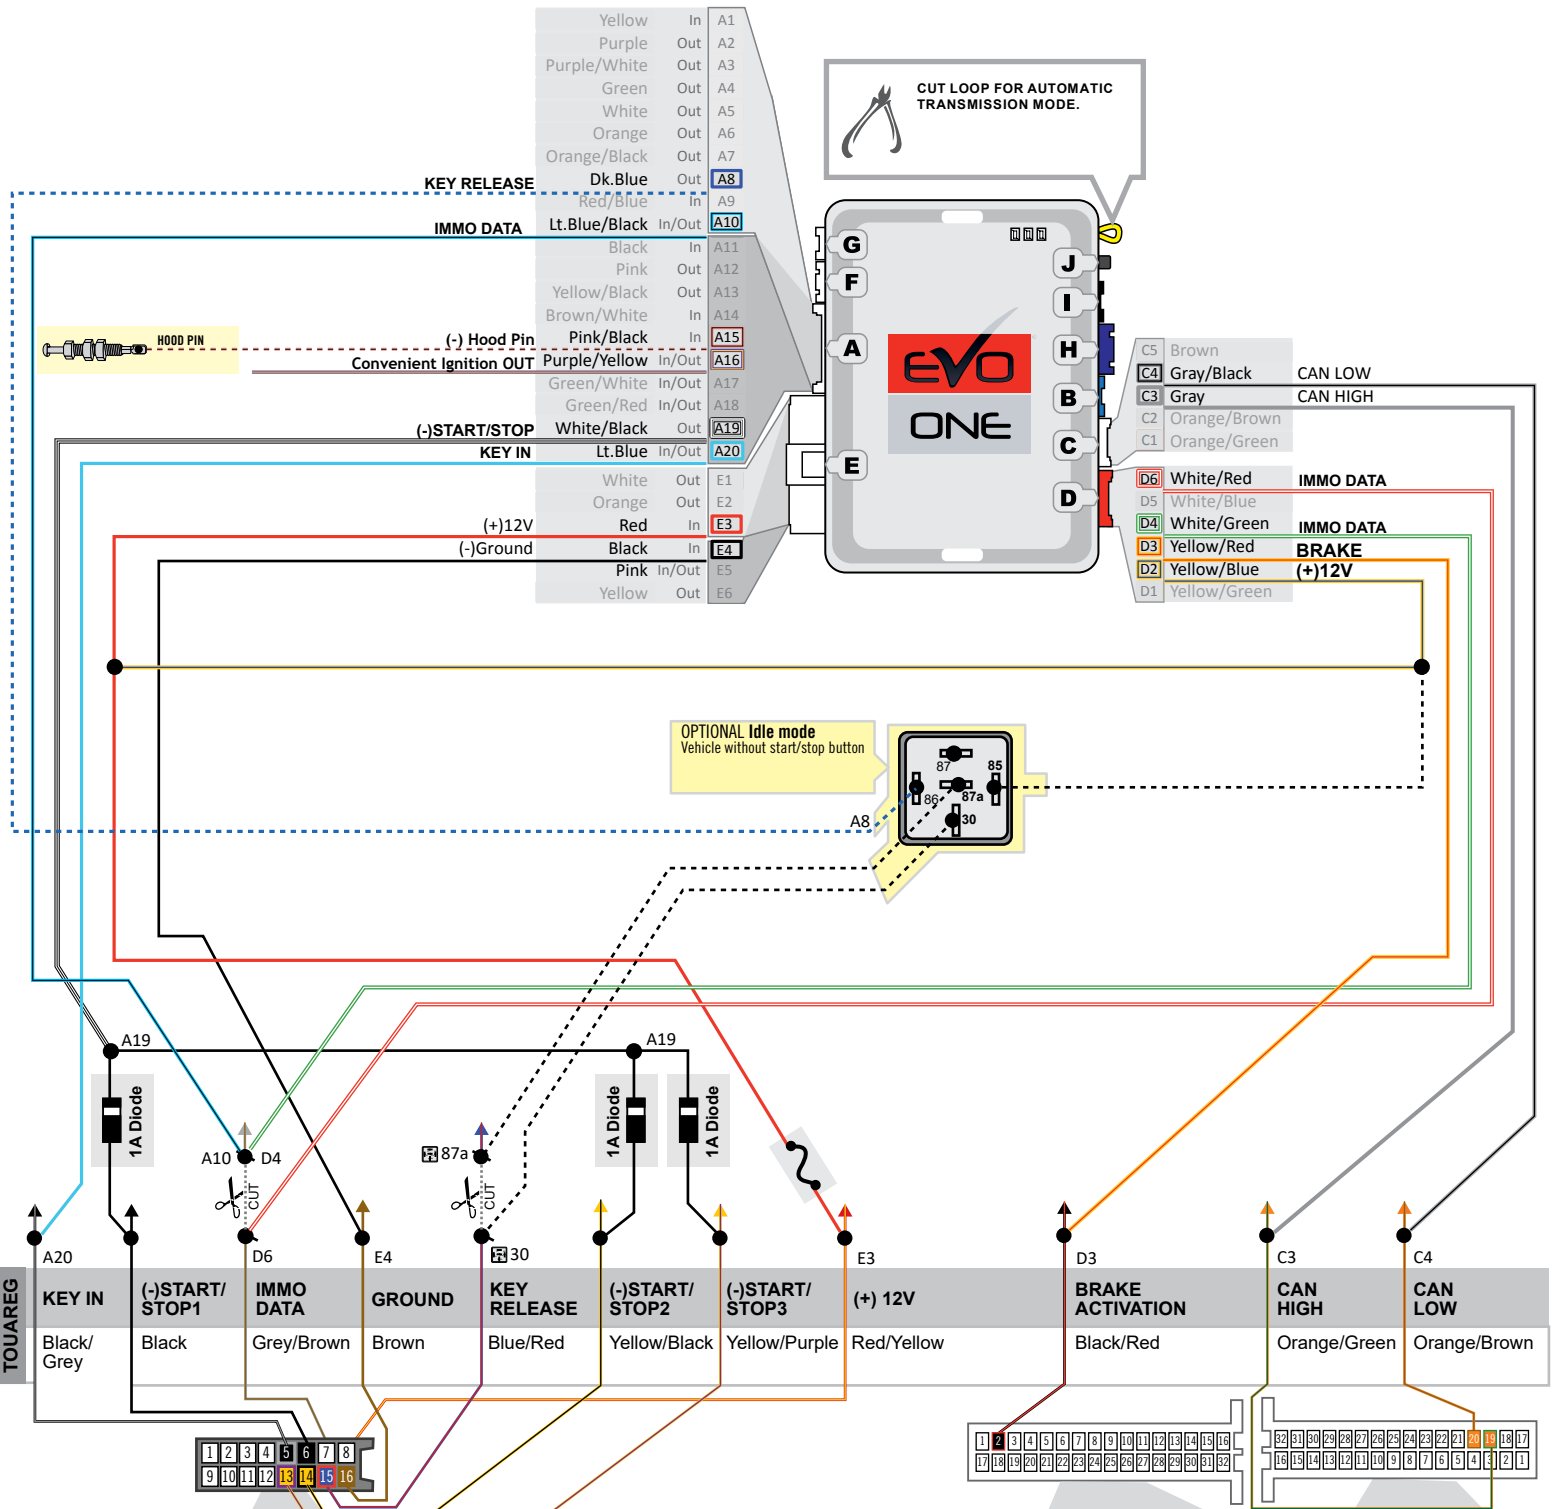 Yellow In A1
Purple Out A2
Purple/White Out A3
Green Out A4
White Out A5
Orange Out A6
Orange/Black Out A7
KEY RELEASE Dk.Blue Out A8
Red/Blue In A9
IMMO DATA Lt.Blue/Black In/Out A10
Black In A11
Pink Out A12
Yellow/Black Out A13
Brown/White In A14
HOOD PIN
(-) Hood Pin Pink/Black In A15
Convenient Ignition OUT Purple/Yellow In/Out A16
Green/White In/Out A17
Green/Red In/Out A18
(-)START/STOP White/Black Out A19
KEY IN Lt.Blue In/Out A20
White Out E1
Orange Out E2
(+)12V Red In E3
(-)Ground Black In E4
Pink In/Out E5
Yellow Out E6
CUT LOOP FOR AUTOMATIC
TRANSMISSION MODE.
G
F
A
E
J
I
H
B
C
D
EVO
ONE
C5 Brown
C4 Gray/Black CAN LOW
C3 Gray CAN HIGH
C2 Orange/Brown
C1 Orange/Green
D6 White/Red IMMO DATA
D5 White/Blue
D4 White/Green IMMO DATA
D3 Yellow/Red BRAKE
D2 Yellow/Blue (+)12V
D1 Yellow/Green
OPTIONAL Idle mode
Vehicle without start/stop button
87
85
86
87a
30
A8
A19
A19
1A Diode
1A Diode
1A Diode
A10 D4
87a
CUT
CUT
A20
D6
E4
30
E3
D3
C3
C4
TOUAREG
KEY IN
(-)START/
STOP1
IMMO
DATA
GROUND
KEY
RELEASE
(-)START/
STOP2
(-)START/
STOP3
(+) 12V
BRAKE
ACTIVATION
CAN
HIGH
CAN
LOW
Black/
Grey
Black
Grey/Brown
Brown
Blue/Red
Yellow/Black
Yellow/Purple
Red/Yellow
Black/Red
Orange/Green
Orange/Brown
1 2 3 4 5 6 7 8
9 10 11 12 13 14 15 16
1 2 3 4 5 6 7 8 9 10 11 12 13 14 15 16
17 18 19 20 21 22 23 24 25 26 27 28 29 30 31 32
32 31 30 29 28 27 26 25 24 23 22 21 20 19 18 17
16 15 14 13 12 11 10 9 8 7 6 5 4 3 2 1